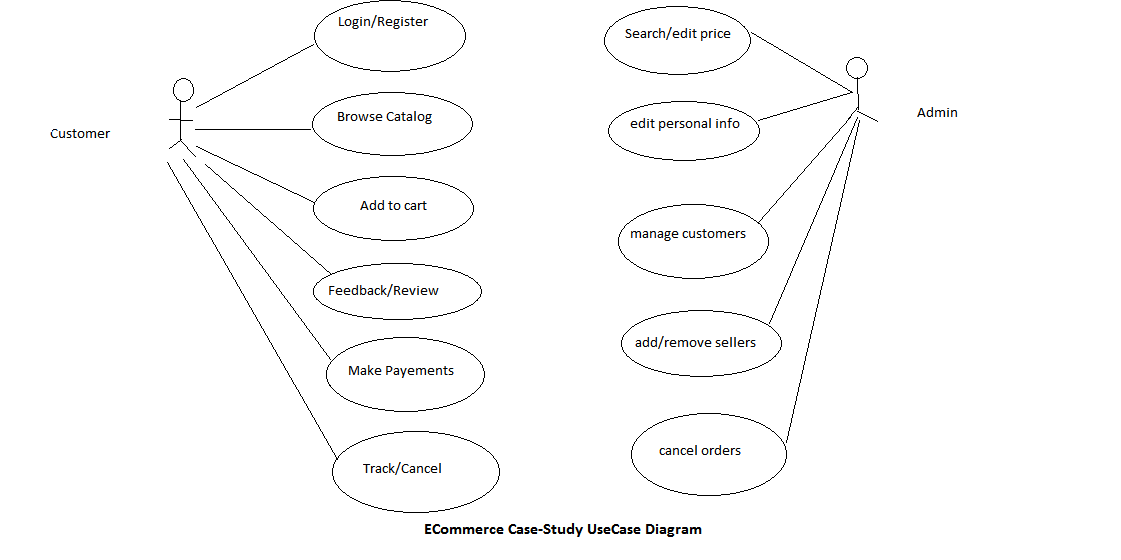 Login/Register
Search/edit price
Browse Catalog
edit personal info
Customer
Admin
Add to cart
manage customers
Feedback/Review
add/remove sellers
Make Payements
Track/Cancel
cancel orders
ECommerce Case-Study UseCase Diagram